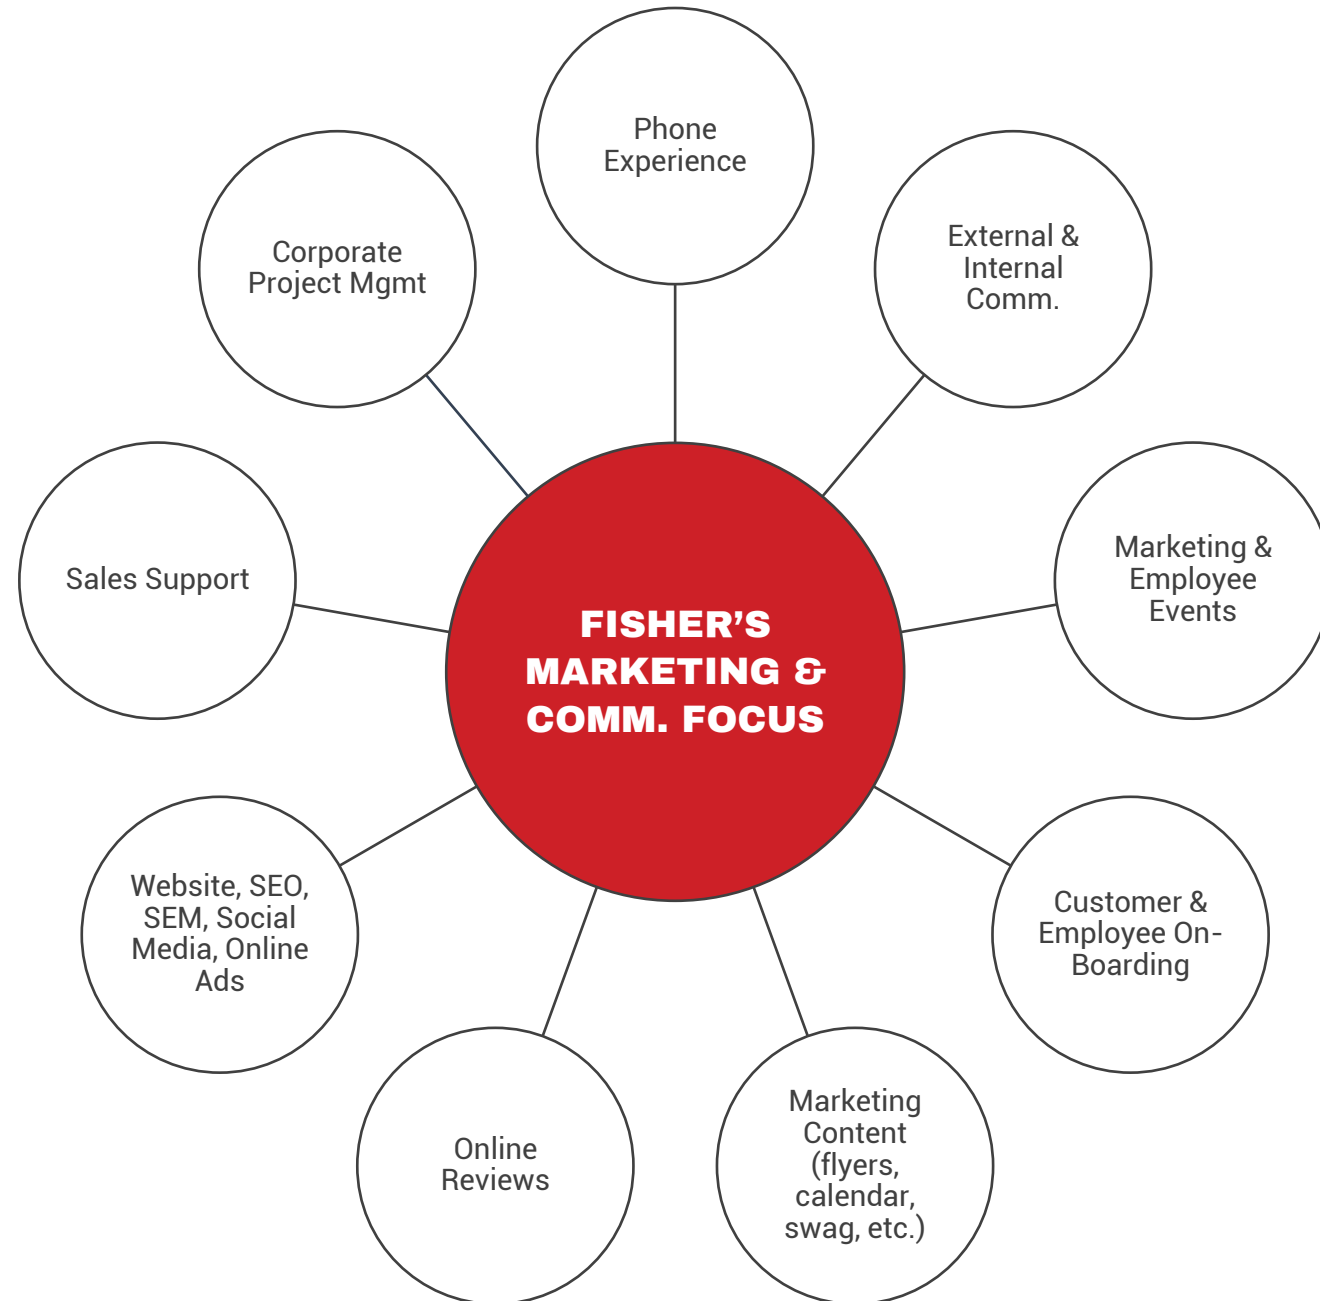 Phone
Experience
External &
Internal
Comm.
Marketing &
Employee
Events
Customer &
Employee On-
Boarding
Marketing
Content
(flyers,
calendar,
swag, etc.)
Online
Reviews
Website, SEO,
SEM, Social
Media, Online
Ads
Sales Support
Corporate
Project Mgmt
FISHER’S
MARKETING &
COMM. FOCUS